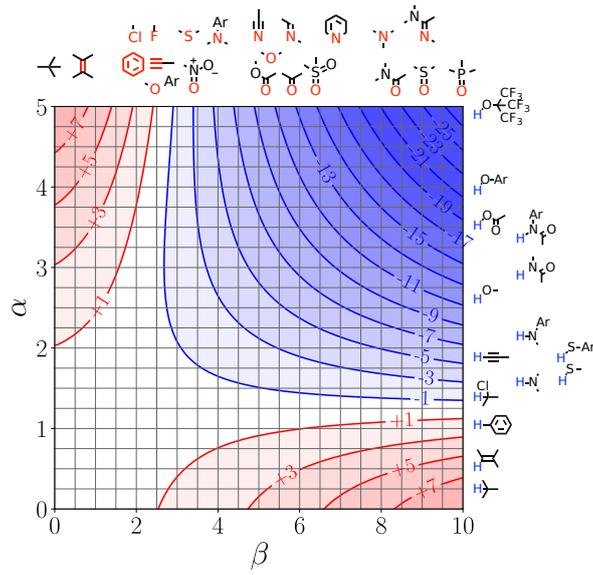 Cl F S Ar N N N N N N N
O Ar N+ O− O O O O O S O N O S O P O
5 H O CF3 CF3 CF3
+7 -25 -23 -21
+5 -13
4 H O Ar
-19
+3 -15 -17 H O O Ar H N O
3 -11 H N O
+1 -9 H O
α -7 Ar H N
2 -5 H S Ar
-3 Cl H H N H S
-1 H
1 +1 H
+3 +5 H
+7 H
0
0 2 4 6 8 10
β